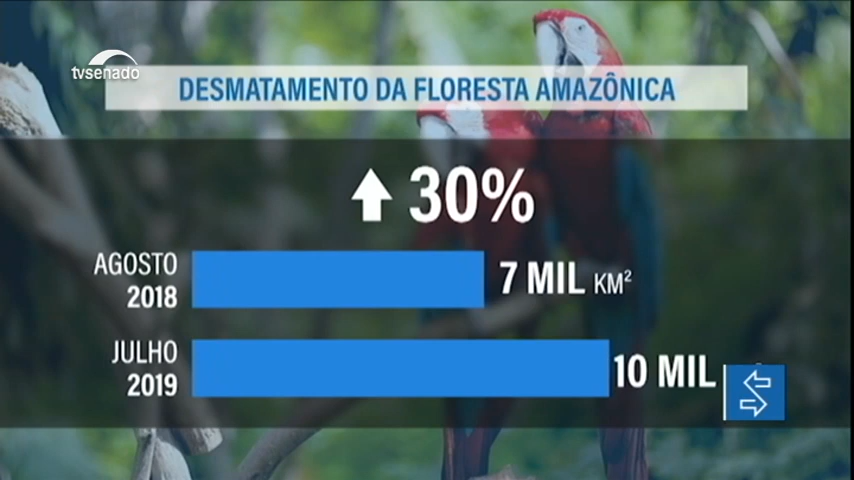 tvsenado
DESMATAMENTO DA FLORESTA AMAZÔNICA
30%
AGOSTO
2018
7 MIL KM²
JULHO
2019
10 MIL